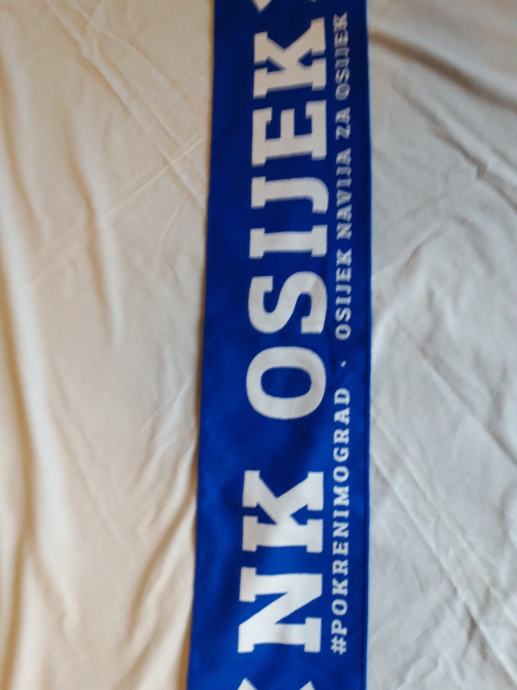 NK OSIJEK
#POKRENIMOGRAD · OSIJEK NAVIJA ZA OSIJEK